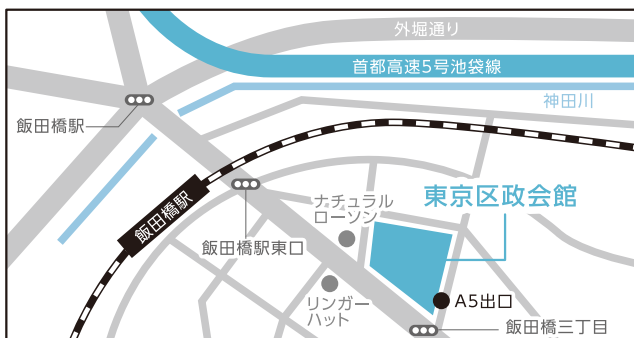 外堀通り
首都高速5号池袋線
神田川
飯田橋駅
飯田橋駅
東京区政会館
ナチュラル
ローソン
飯田橋駅東口
リンガー
ハット
A5出口
飯田橋三丁目